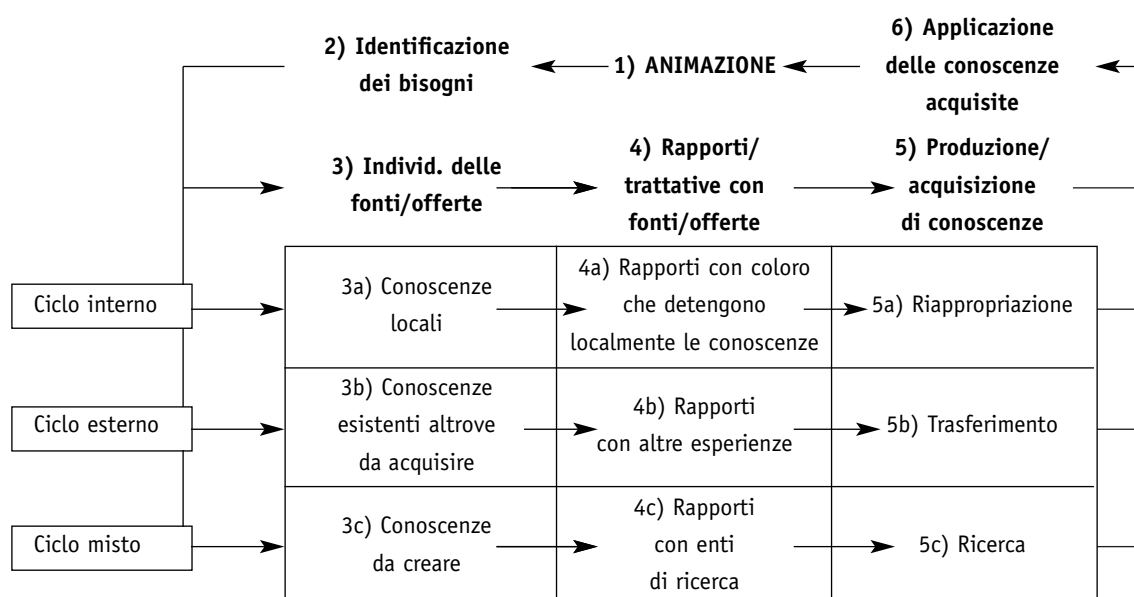 2) Identificazione
dei bisogni
1) ANIMAZIONE
6) Applicazione
delle conoscenze
acquisite
3) Individ. delle
fonti/offerte
4) Rapporti/
trattative con
fonti/offerte
5) Produzione/
acquisizione
di conoscenze
Ciclo interno
3a) Conoscenze
locali
4a) Rapporti con coloro
che detengono
localmente le conoscenze
5a) Riappropriazione
Ciclo esterno
3b) Conoscenze
esistenti altrove
da acquisire
4b) Rapporti
con altre esperienze
5b) Trasferimento
Ciclo misto
3c) Conoscenze
da creare
4c) Rapporti
con enti
di ricerca
5c) Ricerca